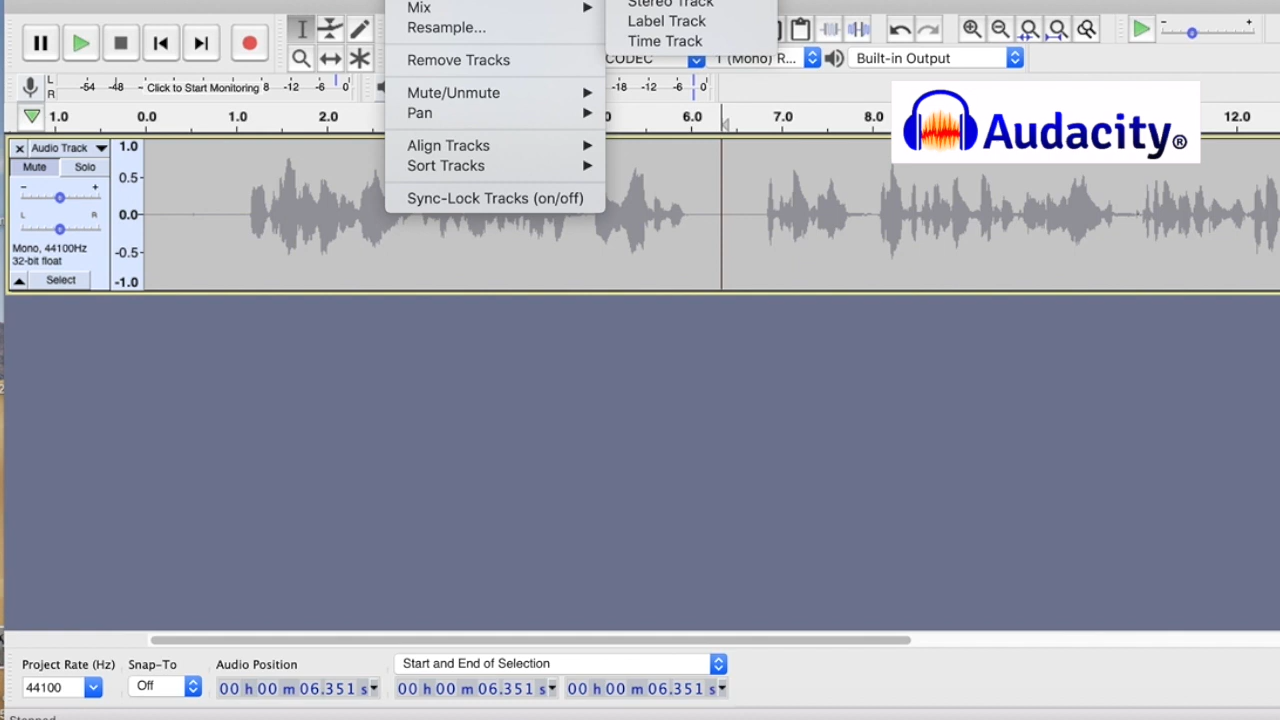 Mix
Resample...
Remove Tracks
Mute/Unmute
Pan
Align Tracks
Sort Tracks
Sync-Lock Tracks (on/off)
Stereo Track
Label Track
Time Track
1 (Mono) R...
Built-in Output
L
R
-54 -48 Click to Start Monitoring 8 -12 -6 0
-18 -12 -6 0
1.0 0.0 1.0 2.0 6.0 7.0 8.0 12.0
Audacity®
Audio Track
Mute Solo
- +
L R
Mono, 44100Hz
32-bit float
Select
1.0
0.5
0.0
-0.5
-1.0
Project Rate (Hz) Snap-To Audio Position Start and End of Selection
44100 Off 00 h 00 m 06.351 s 00 h 00 m 06.351 s 00 h 00 m 06.351 s